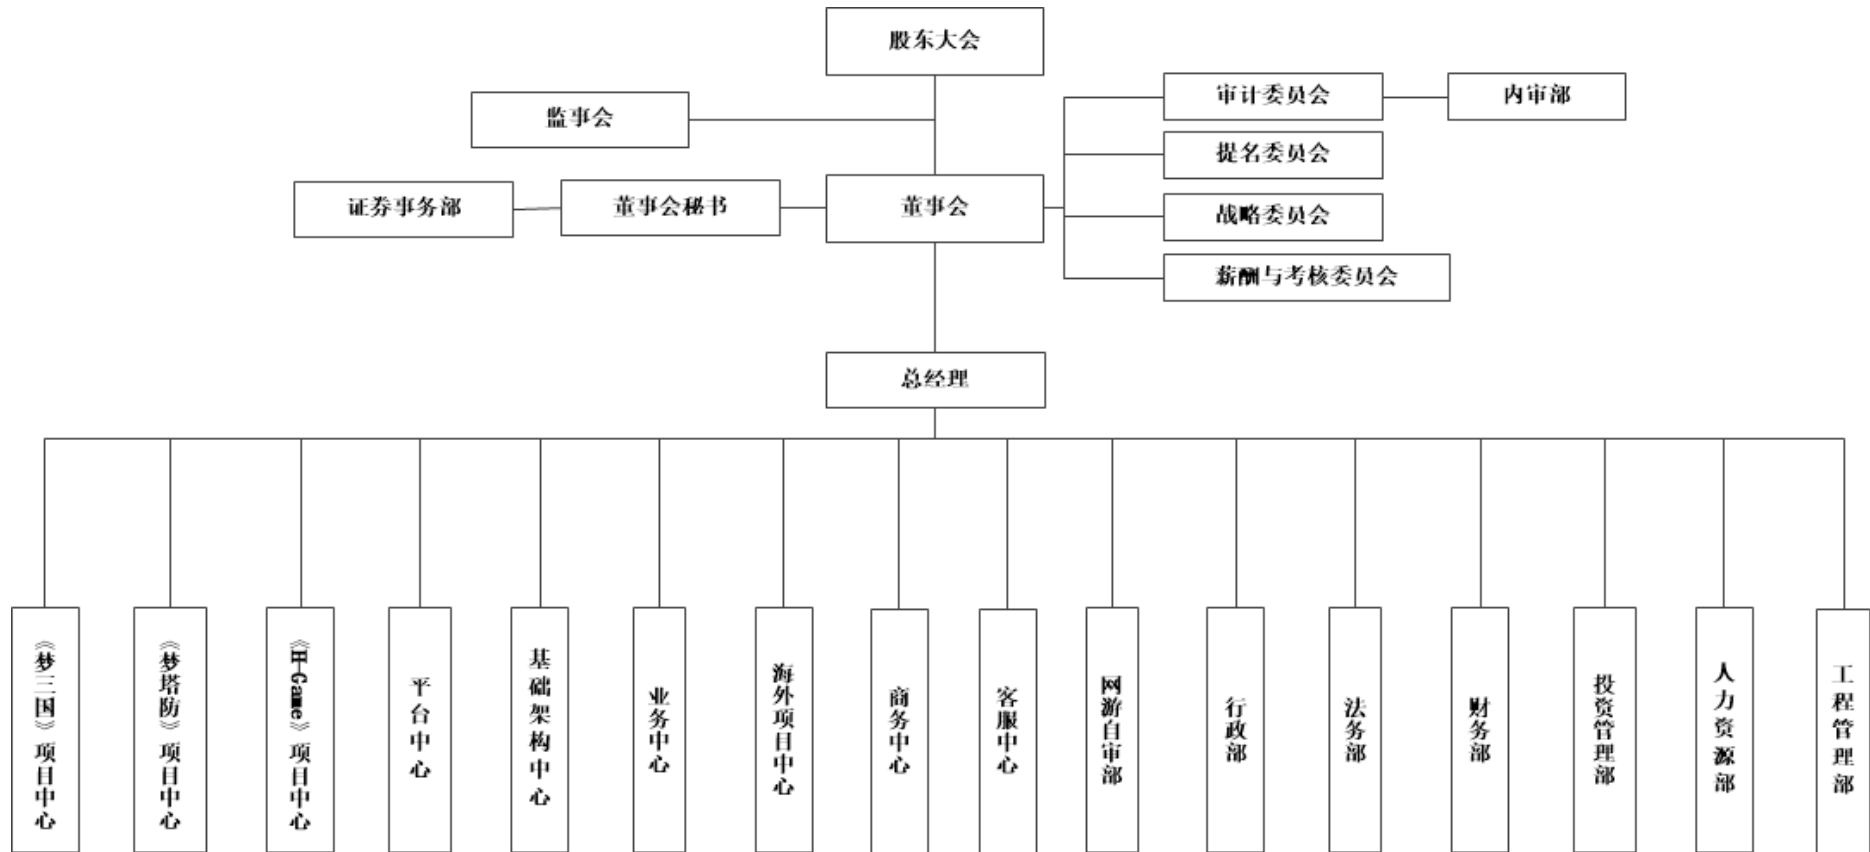 股东大会
监事会
审计委员会
内审部
提名委员会
证券事务部
董事会秘书
董事会
战略委员会
薪酬与考核委员会
总经理
《梦三国》项目中心
《梦塔防》项目中心
《H-Game》项目中心
平台中心
基础架构中心
业务中心
海外项目中心
商务中心
客服中心
网游自审部
行政部
法务部
财务部
投资管理部
人力资源部
工程管理部